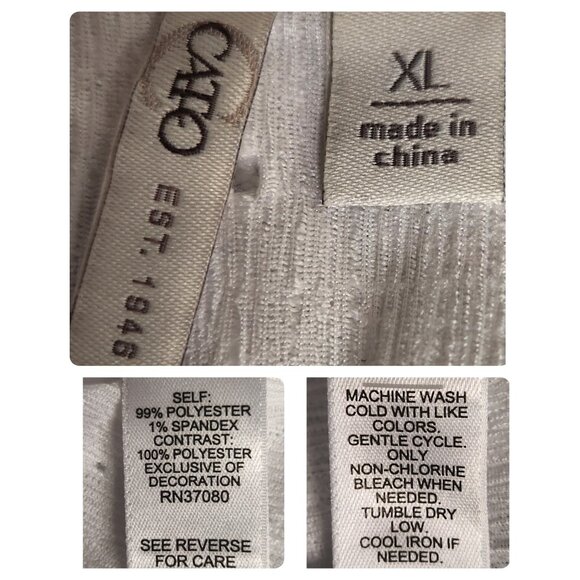 CATO
EST. 1946
XL
made in
china
SELF:
99% POLYESTER
1% SPANDEX
CONTRAST:
100% POLYESTER
EXCLUSIVE OF
DECORATION
RN37080
SEE REVERSE
FOR CARE
MACHINE WASH
COLD WITH LIKE
COLORS.
GENTLE CYCLE.
ONLY
NON-CHLORINE
BLEACH WHEN
NEEDED.
TUMBLE DRY
LOW.
COOL IRON IF
NEEDED.